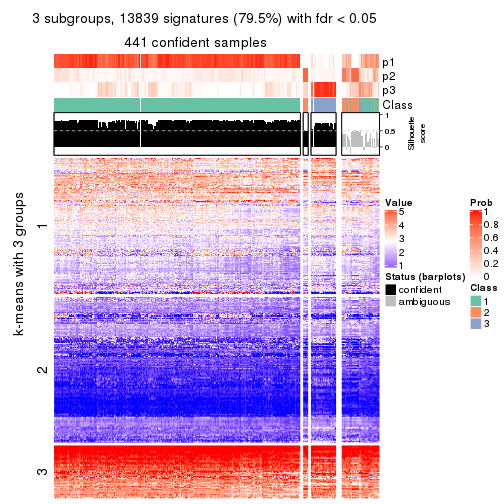 3 subgroups, 13839 signatures (79.5%) with fdr < 0.05
441 confident samples
p1
p2
p3
Class
1
0.5
0
Silhouette
score
k-means with 3 groups
1
2
3
Value
5
4
3
2
1
Status (barplots)
confident
ambiguous
Prob
1
0.8
0.6
0.4
0.2
0
Class
1
2
3